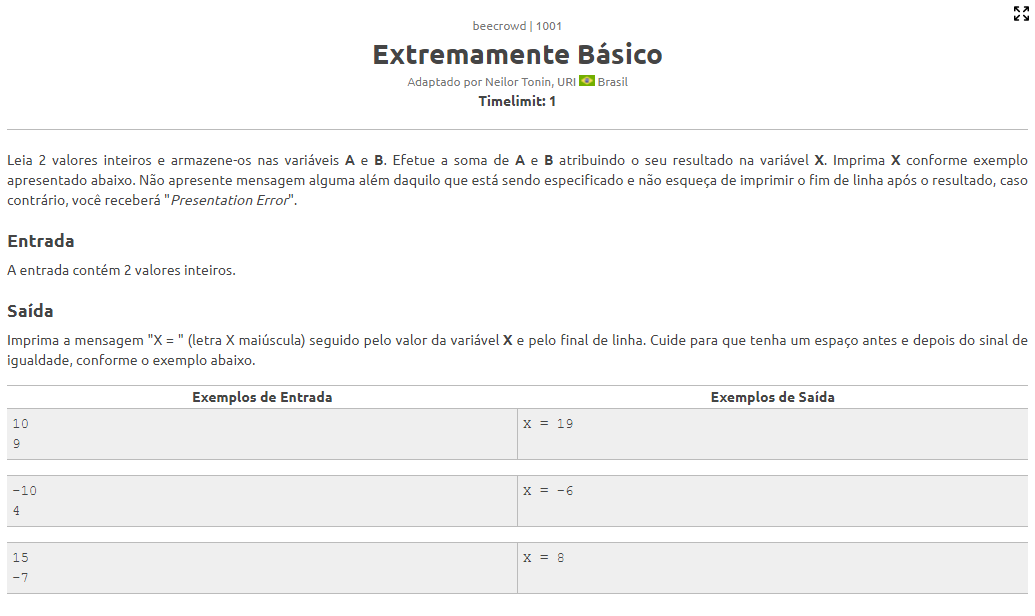 beecrowd | 1001
Extremamente Básico
Adaptado por Neilor Tonin, URI Brasil
Timelimit: 1
Leia 2 valores inteiros e armazene-os nas variáveis A e B. Efetue a soma de A e B atribuindo o seu resultado na variável X. Imprima X conforme exemplo
apresentado abaixo. Não apresente mensagem alguma além daquilo que está sendo especificado e não esqueça de imprimir o fim de linha após o resultado, caso
contrário, você receberá "Presentation Error".
Entrada
A entrada contém 2 valores inteiros.
Saída
Imprima a mensagem "X = " (letra X maiúscula) seguido pelo valor da variável X e pelo final de linha. Cuide para que tenha um espaço antes e depois do sinal de
igualdade, conforme o exemplo abaixo.
Exemplos de Entrada Exemplos de Saída
10 X = 19
9
-10 X = -6
4
15 X = 8
-7